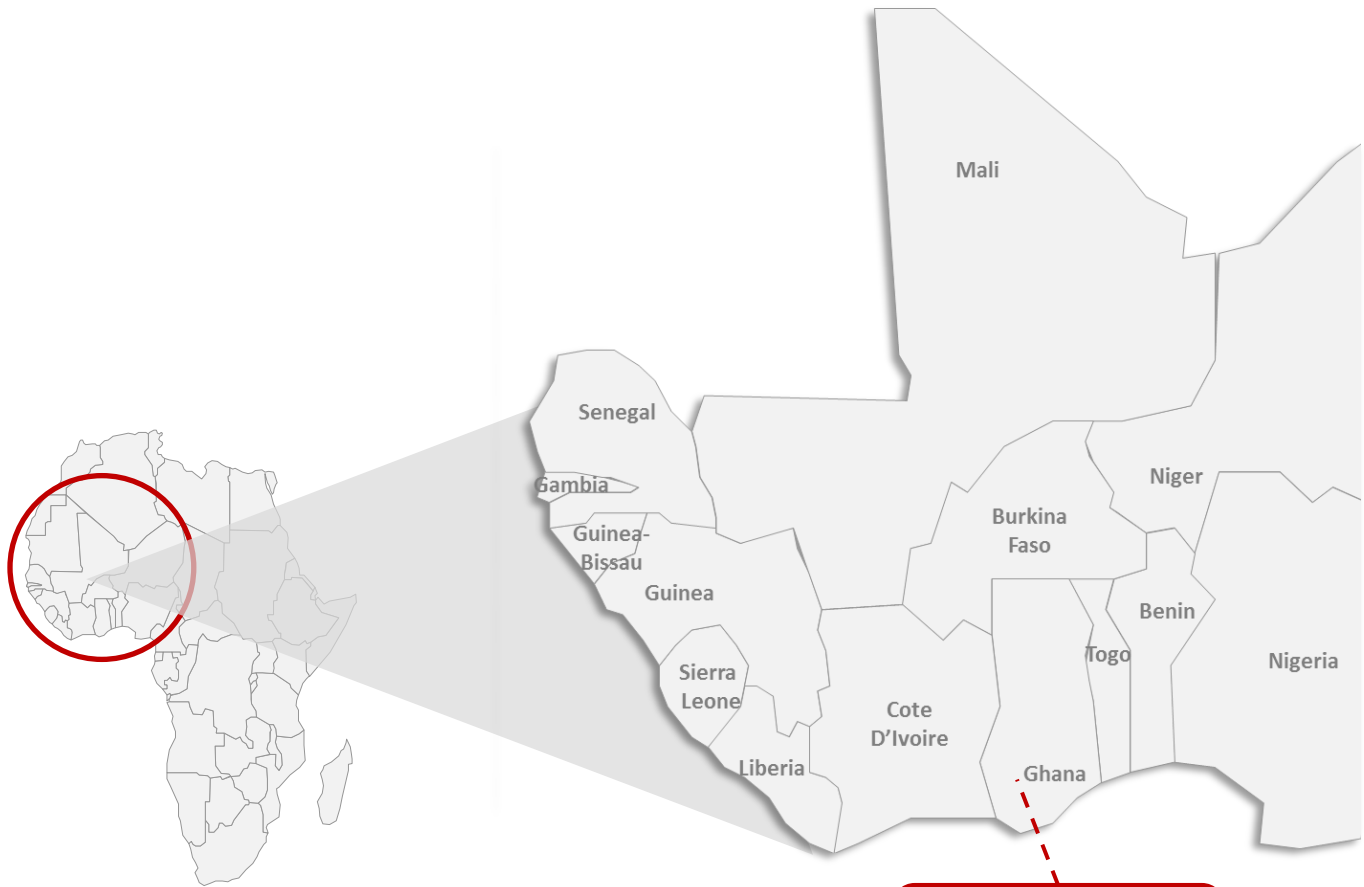 Mali
Senegal
Gambia
Niger
Burkina
Faso
Guinea-
Bissau
Guinea
Benin
Togo
Nigeria
Sierra
Leone
Cote
D’Ivoire
Liberia
Ghana